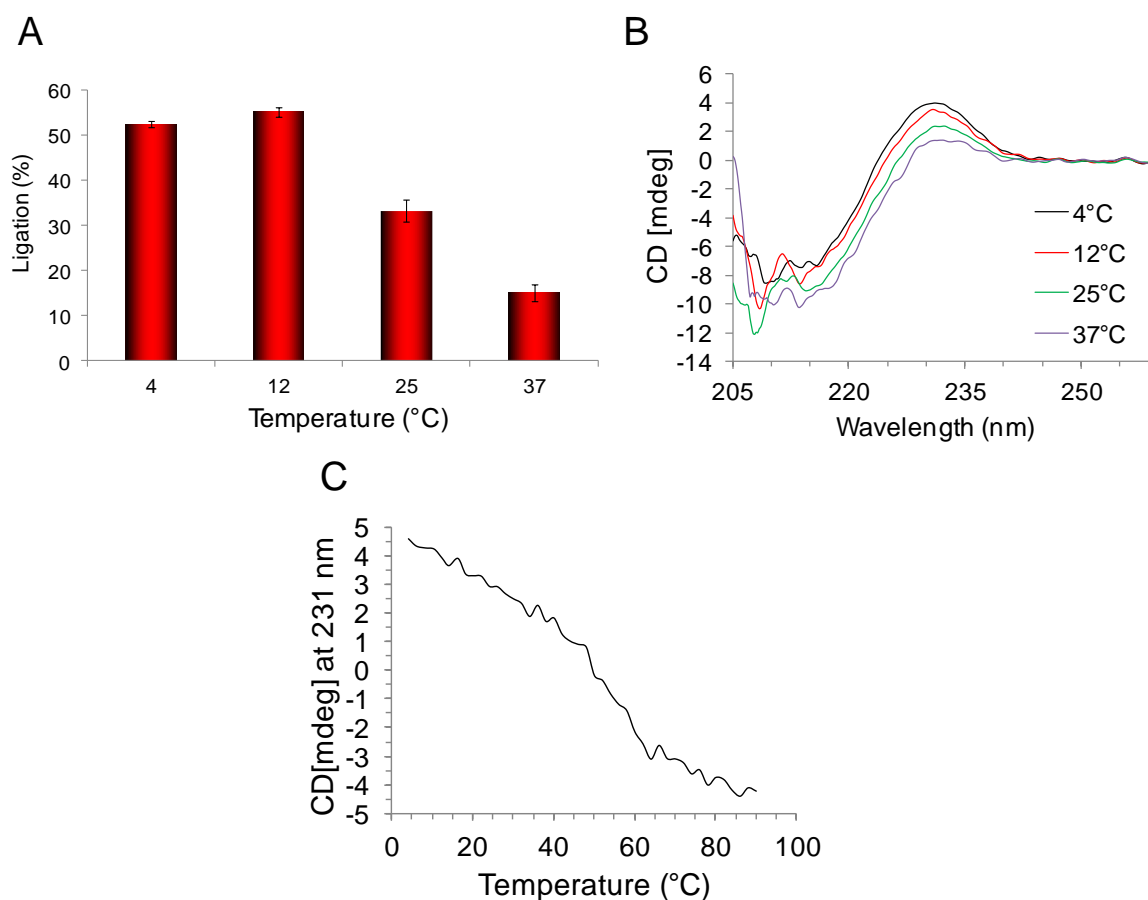 A
Ligation (%)
60
50
40
30
20
10
0
4 12 25 37
Temperature (°C)
B
CD [mdeg]
6
4
2
0
-2
-4
-6
-8
-10
-12
-14
205 220 235 250
Wavelength (nm)
4°C
12°C
25°C
37°C
C
CD[mdeg] at 231 nm
5
4
3
2
1
0
-1
-2
-3
-4
-5
0 20 40 60 80 100
Temperature (°C)